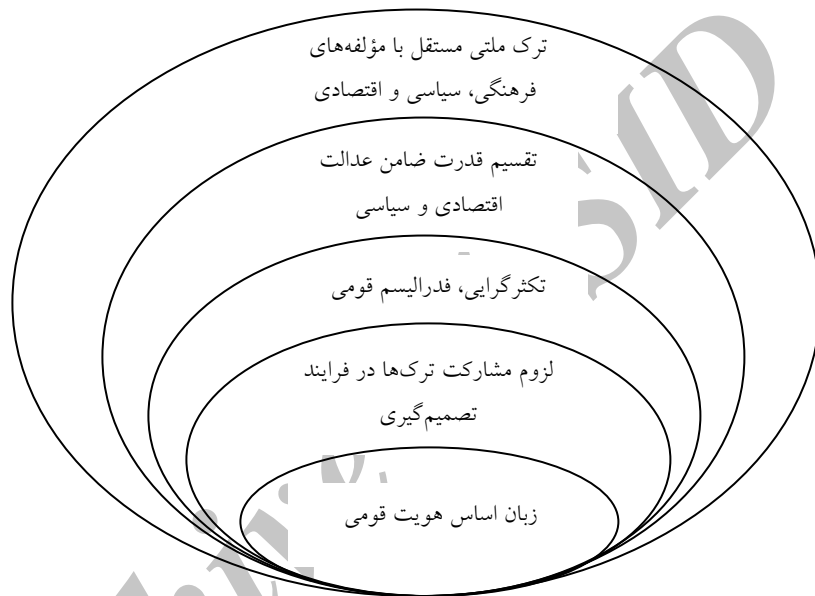 ترک ملتی مستقل با مؤلفه‌های
فرهنگی، سیاسی و اقتصادی
تقسیم قدرت ضامن عدالت
اقتصادی و سیاسی
تکثرگرایی، فدرالیسم قومی
لزوم مشارکت ترک‌ها در فرایند
تصمیم‌گیری
زبان اساس هویت قومی